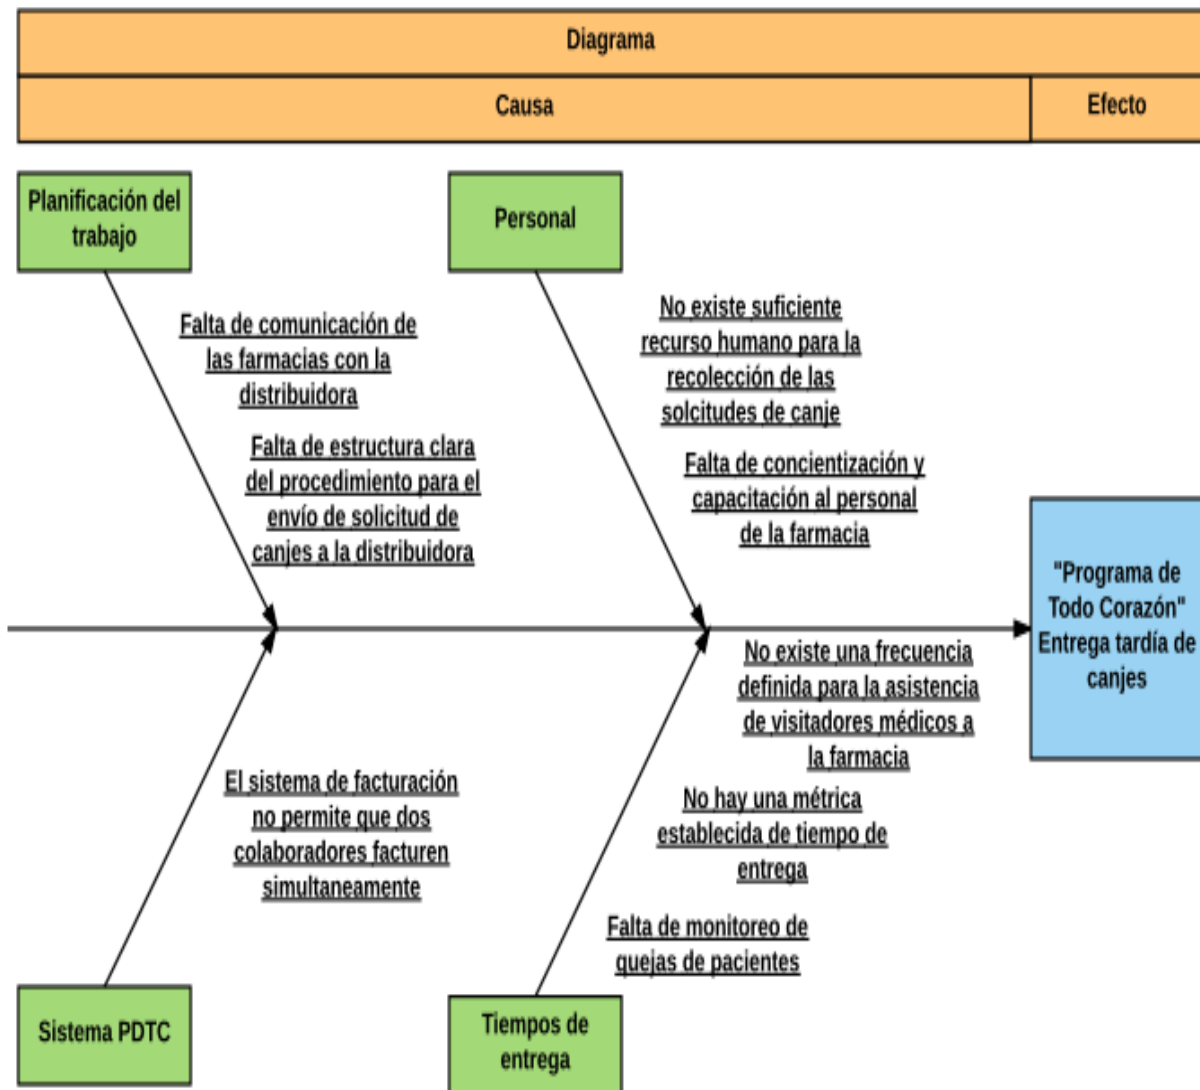 Diagrama
Causa
Efecto
Planificación del
trabajo
Personal
Falta de comunicación de
las farmacias con la
distribuidora
Falta de estructura clara
del procedimiento para el
envío de solicitud de
canjes a la distribuidora
No existe suficiente
recurso humano para la
recolección de las
solcitudes de canje
Falta de concientización y
capacitación al personal
de la farmacia
"Programa de
Todo Corazón"
Entrega tardía de
canjes
El sistema de facturación
no permite que dos
colaboradores facturen
simultaneamente
No existe una frecuencia
definida para la asistencia
de visitadores médicos a
la farmacia
No hay una métrica
establecida de tiempo de
entrega
Falta de monitoreo de
quejas de pacientes
Sistema PDTC
Tiempos de
entrega